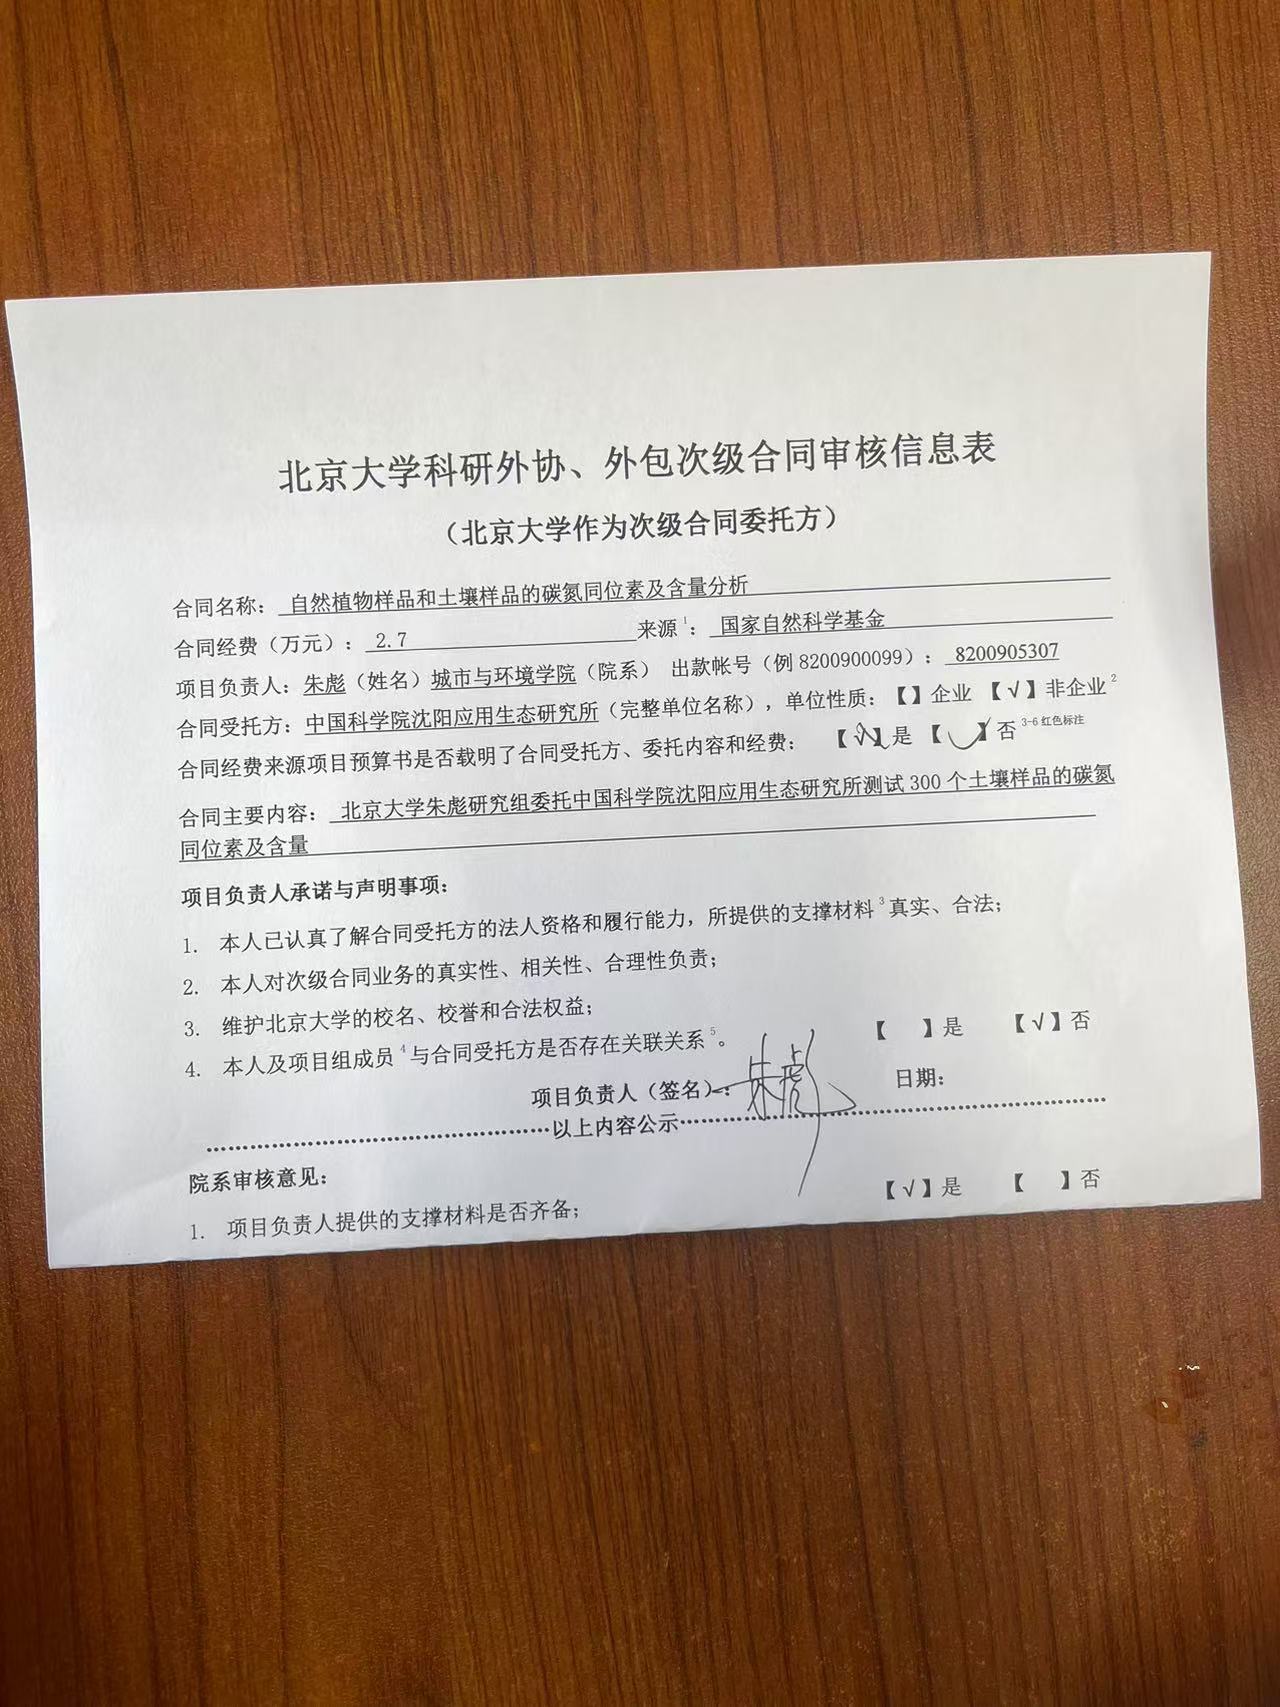 北京大学科研外协、外包次级合同审核信息表
（北京大学作为次级合同委托方）
合同名称： 自然植物样品和土壤样品的碳氮同位素及含量分析
合同经费（万元）： 2.7 来源1： 国家自然科学基金
项目负责人：朱彪（姓名）城市与环境学院（院系） 出款帐号（例8200900099）： 8200905307
合同受托方：中国科学院沈阳应用生态研究所（完整单位名称），单位性质：【】企业 【√】非企业2
合同经费来源项目预算书是否载明了合同受托方、委托内容和经费： 【√】是 【√】否3-6红色标注
合同主要内容： 北京大学朱彪研究组委托中国科学院沈阳应用生态研究所测试300个土壤样品的碳氮
同位素及含量
项目负责人承诺与声明事项：
1. 本人已认真了解合同受托方的法人资格和履行能力，所提供的支撑材料3真实、合法；
2. 本人对次级合同业务的真实性、相关性、合理性负责；
3. 维护北京大学的校名、校誉和合法权益；
4. 本人及项目组成员4与合同受托方是否存在关联关系5。 【 】是 【√】否
项目负责人（签名）：朱彪 日期：
以上内容公示
院系审核意见：
1. 项目负责人提供的支撑材料是否齐备； 【√】是 【 】否